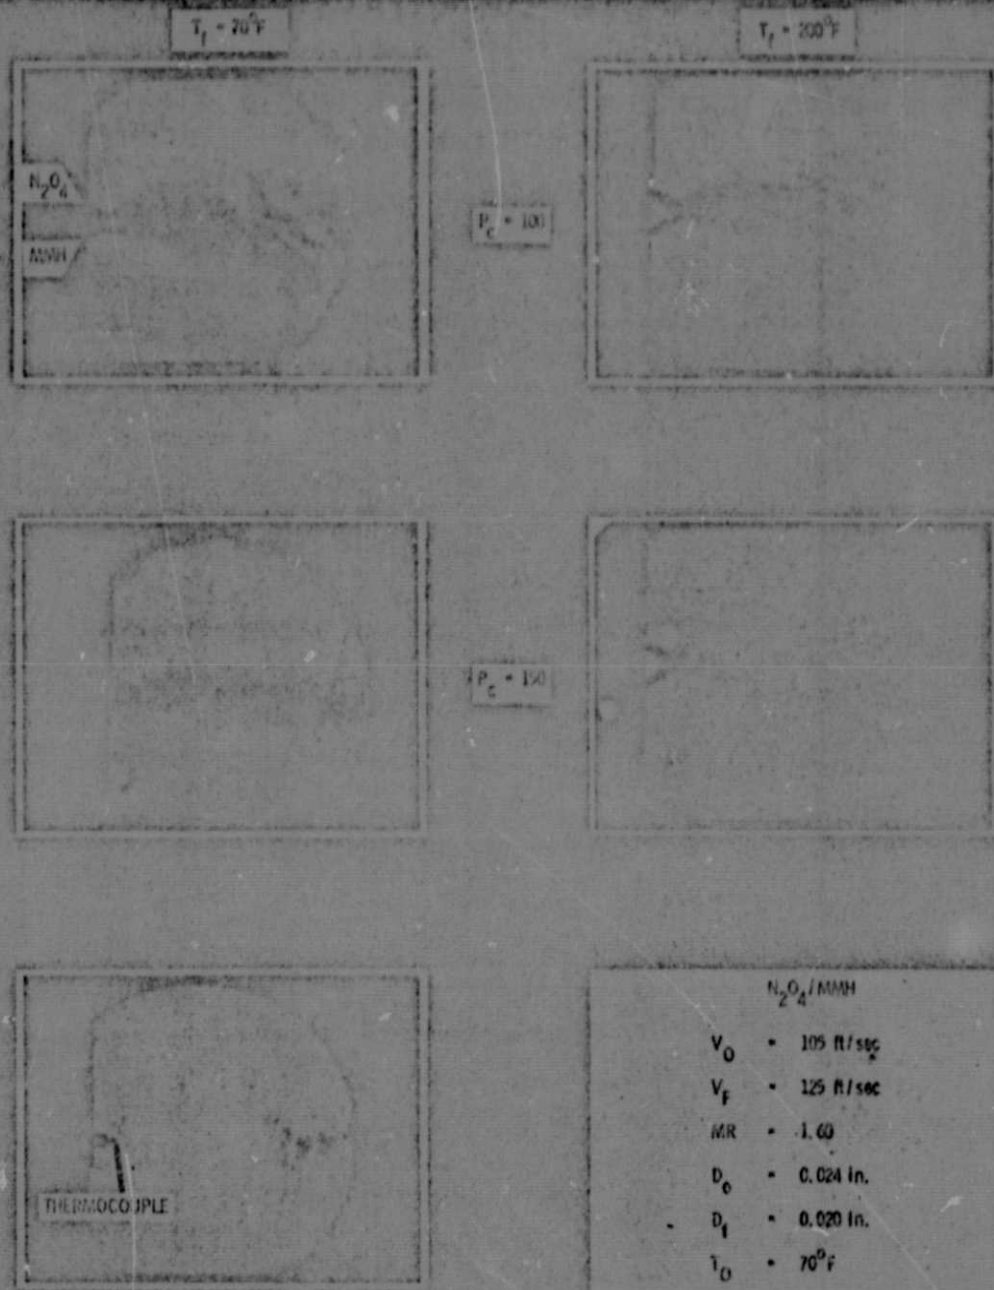 T_f = 70°F
T_f = 200°F
N₂O₄
MMH
P_c = 100
P_c = 150
THERMOCOUPLE
N₂O₄/MMH
V_O = 105 ft/sec
V_F = 125 ft/sec
MR = 1.60
D_o = 0.024 in.
D_f = 0.020 in.
T_O = 70°F